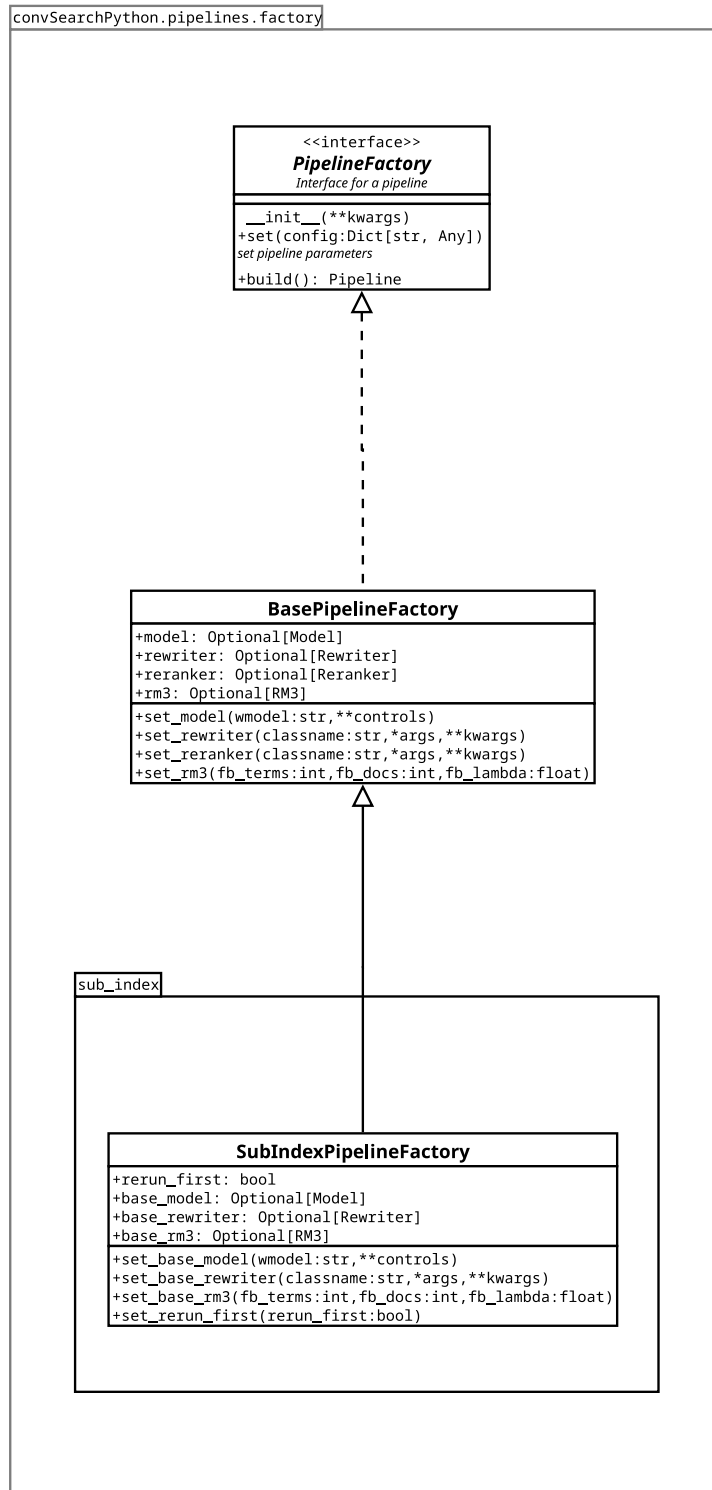 convSearchPython.pipelines.factory
<<interface>>
PipelineFactory
Interface for a pipeline
__init__(**kwargs)
+set(config:Dict[str, Any])
set pipeline parameters
+build(): Pipeline
BasePipelineFactory
+model: Optional[Model]
+rewriter: Optional[Rewriter]
+reranker: Optional[Reranker]
+rm3: Optional[RM3]
+set_model(wmodel:str,**controls)
+set_rewriter(classname:str,*args,**kwargs)
+set_reranker(classname:str,*args,**kwargs)
+set_rm3(fb_terms:int,fb_docs:int,fb_lambda:float)
sub_index
SubIndexPipelineFactory
+rerun_first: bool
+base_model: Optional[Model]
+base_rewriter: Optional[Rewriter]
+base_rm3: Optional[RM3]
+set_base_model(wmodel:str,**controls)
+set_base_rewriter(classname:str,*args,**kwargs)
+set_base_rm3(fb_terms:int,fb_docs:int,fb_lambda:float)
+set_rerun_first(rerun_first:bool)